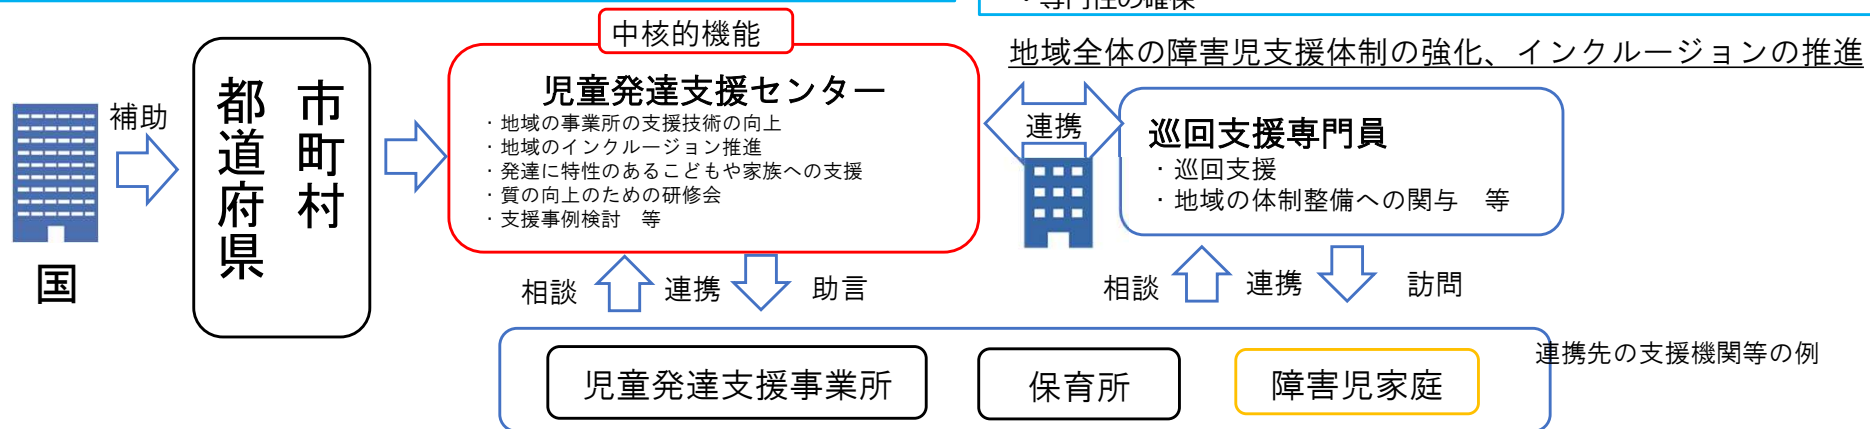 ・専門性の確保
中核的機能
地域全体の障害児支援体制の強化、インクルージョンの推進
国
補助
都道府県
市町村
児童発達支援センター
・地域の事業所の支援技術の向上
・地域のインクルージョン推進
・発達に特性のあるこどもや家族への支援
・質の向上のための研修会
・支援事例検討　等
連携
巡回支援専門員
・巡回支援
・地域の体制整備への関与　等
相談
連携
助言
相談
連携
訪問
連携先の支援機関等の例
児童発達支援事業所
保育所
障害児家庭